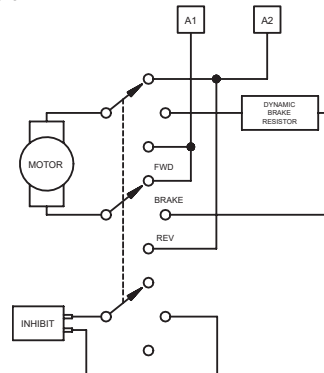 A1
A2
DYNAMIC
BRAKE
RESISTOR
MOTOR
FWD
BRAKE
REV
INHIBIT